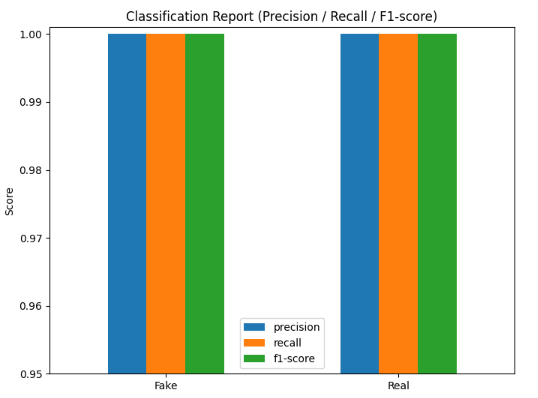 Classification Report (Precision / Recall / F1-score)
1.00
0.99
0.98
0.97
0.96
0.95
Score
precision
recall
f1-score
Fake
Real